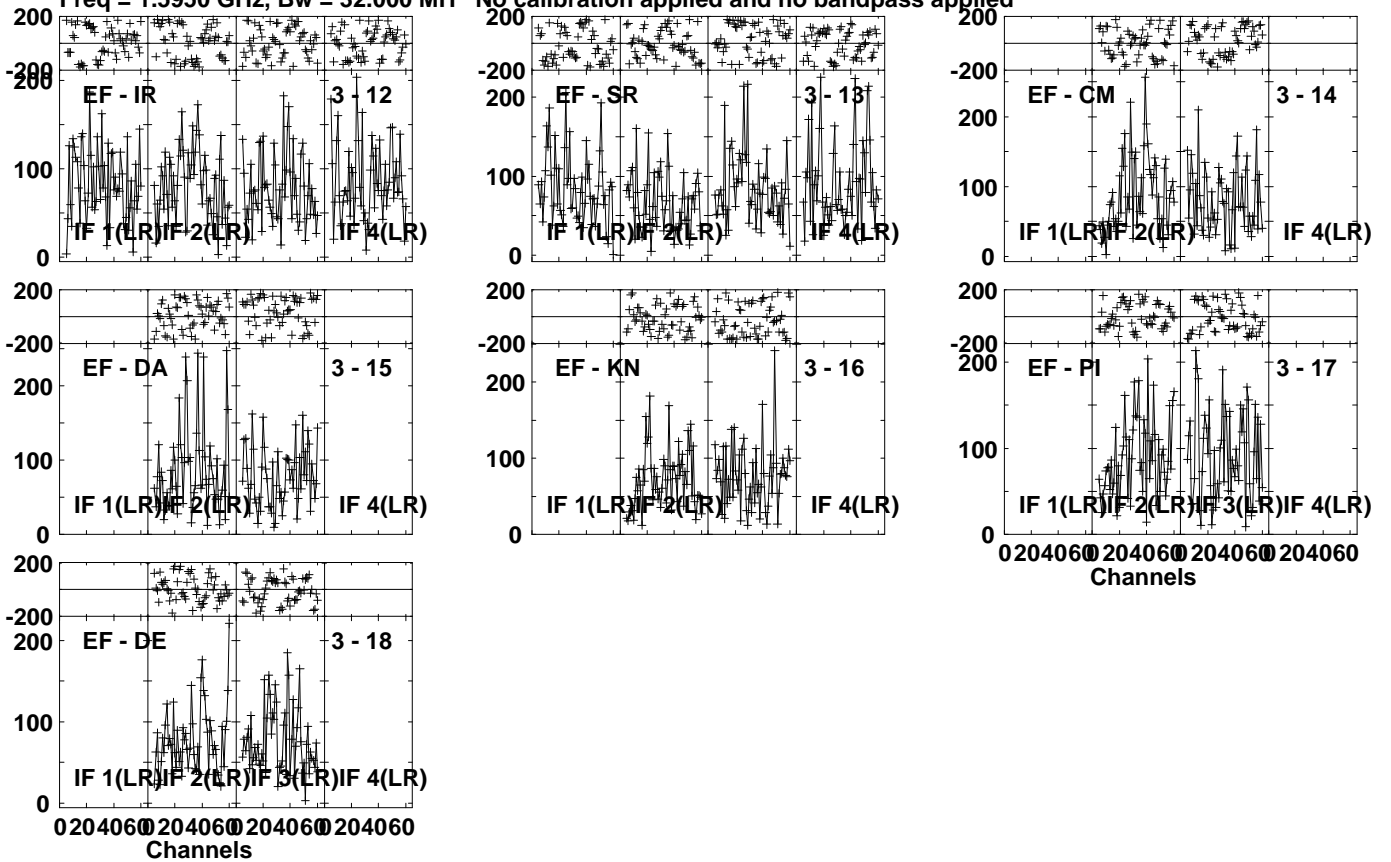 Freq = 1.5950 GHz, Bw = 32.000 MH No calibration applied and no bandpass applied
200
-200
200
100
0
EF - IR
3 - 12
IF 1(LR)
IF 2(LR)
IF 4(LR)
200
-200
200
100
0
EF - SR
3 - 13
IF 1(LR)
IF 2(LR)
IF 4(LR)
200
-200
200
100
0
EF - CM
3 - 14
IF 1(LR)
IF 2(LR)
IF 4(LR)
200
-200
200
100
0
EF - DA
3 - 15
IF 1(LR)
IF 2(LR)
IF 4(LR)
200
-200
200
100
0
EF - KN
3 - 16
IF 1(LR)
IF 2(LR)
IF 4(LR)
200
-200
200
100
0
EF - PI
3 - 17
IF 1(LR)
IF 2(LR)
IF 3(LR)
IF 4(LR)
0 20 40 60 0 20 40 60 0 20 40 60 0 20 40 60
Channels
200
-200
200
100
0
EF - DE
3 - 18
IF 1(LR)
IF 2(LR)
IF 3(LR)
IF 4(LR)
0 20 40 60 0 20 40 60 0 20 40 60 0 20 40 60
Channels